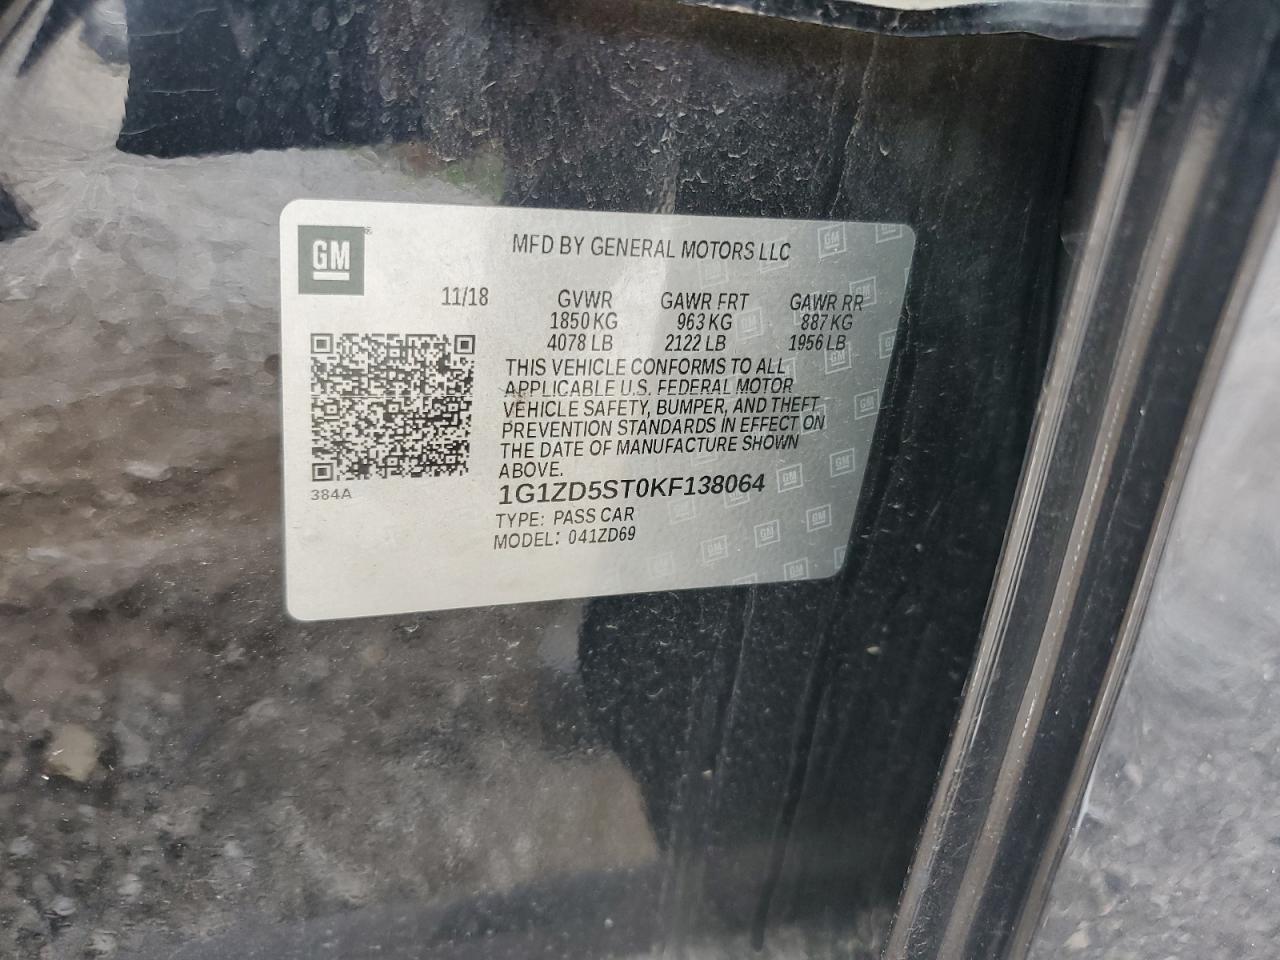 GM
MFD BY GENERAL MOTORS LLC
11/18 GVWR GAWR FRT GAWR RR
1850 KG 963 KG 887 KG
4078 LB 2122 LB 1956 LB
THIS VEHICLE CONFORMS TO ALL
APPLICABLE U.S. FEDERAL MOTOR
VEHICLE SAFETY, BUMPER, AND THEFT
PREVENTION STANDARDS IN EFFECT ON
THE DATE OF MANUFACTURE SHOWN
ABOVE.
384A
1G1ZD5ST0KF138064
TYPE: PASS CAR
MODEL: 041ZD69